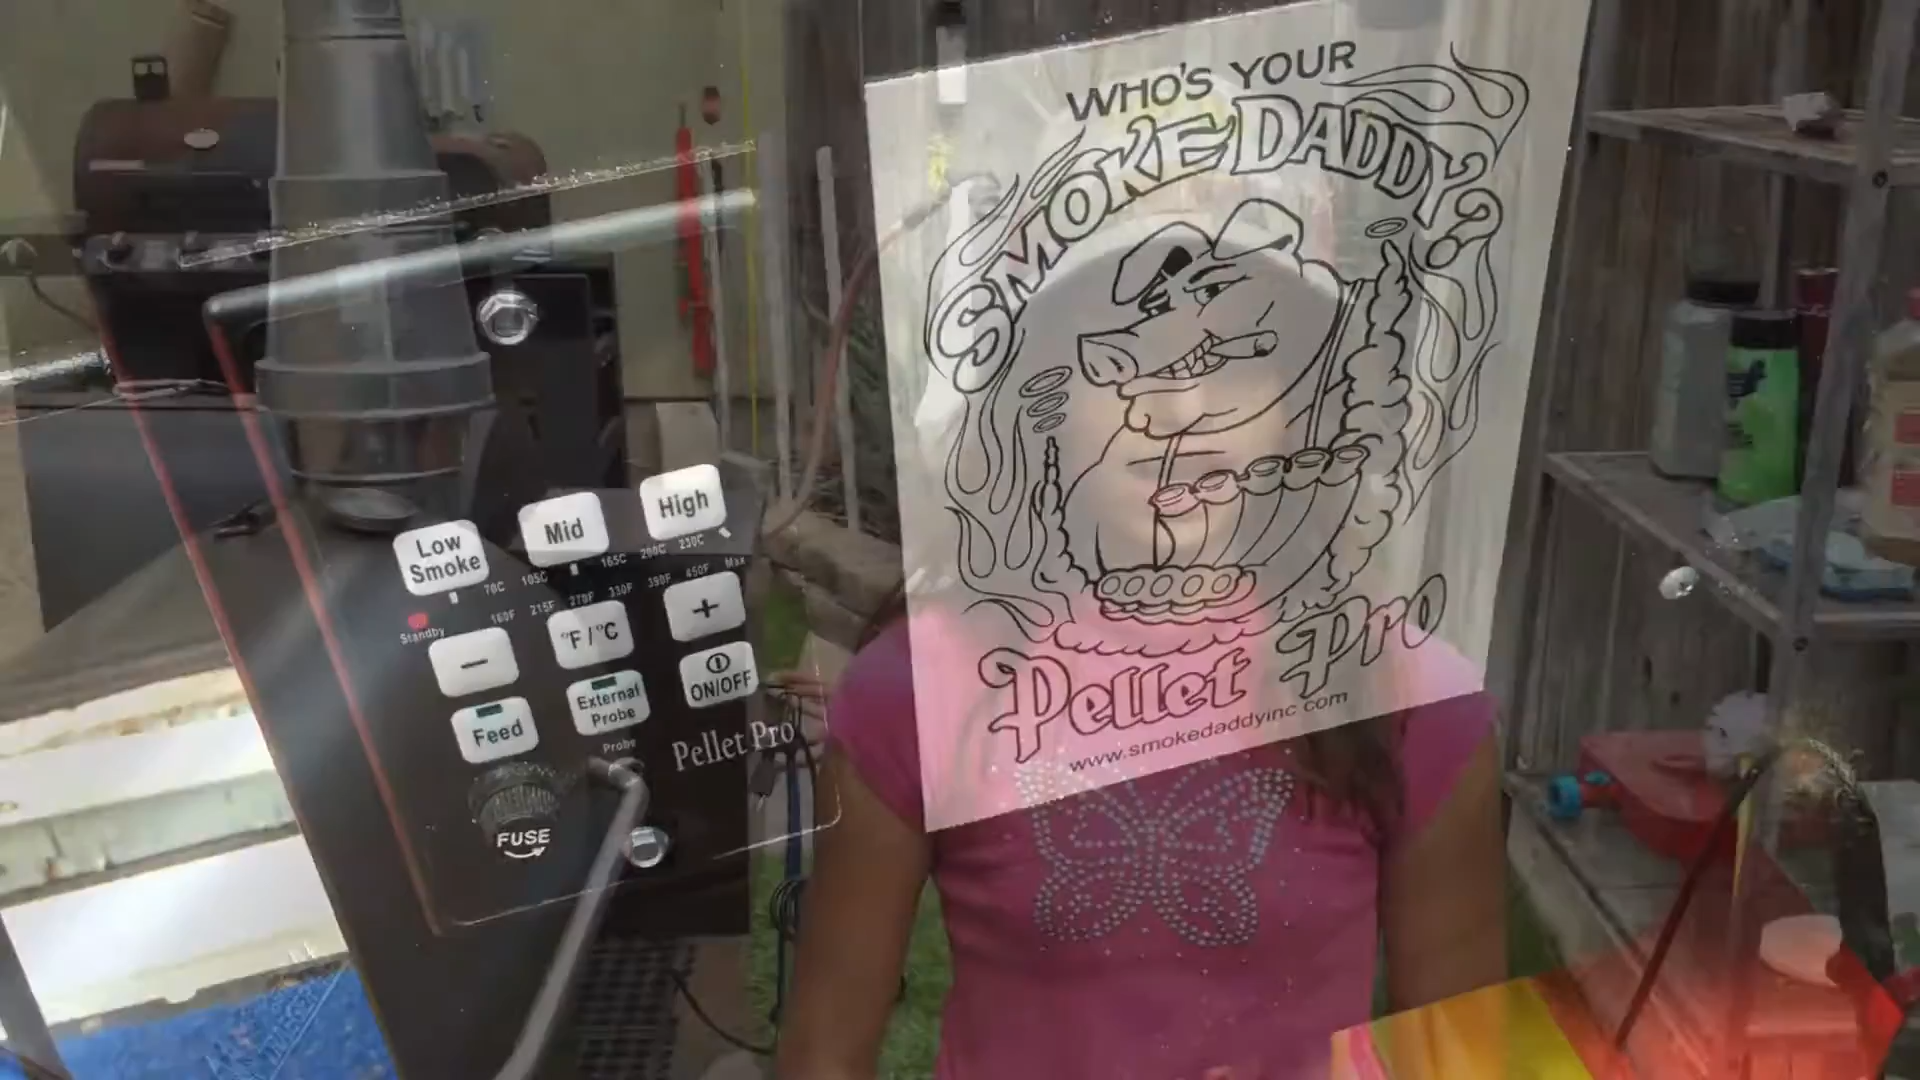 WHO'S YOUR
SMOKE DADDY?
Pellet Pro
www.smokedaddyinc.com
Low
Smoke
Mid
High
70C 105C 165C 200C 230C
160F 215F 270F 330F 390F 450F Max
Standby
—
°F/°C
+
Feed
External
Probe
ON/OFF
Probe
Pellet Pro
FUSE